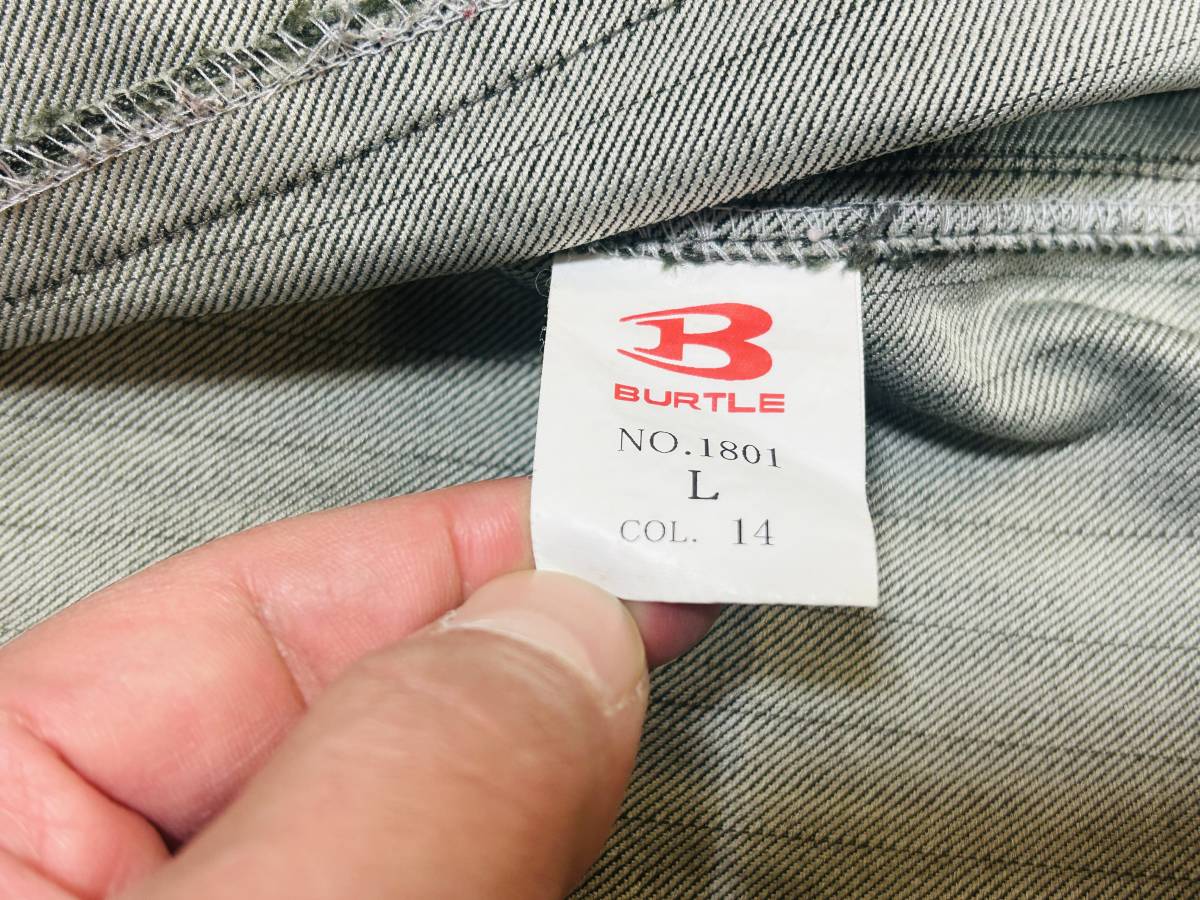 B
BURTLE
NO.1801
L
COL. 14